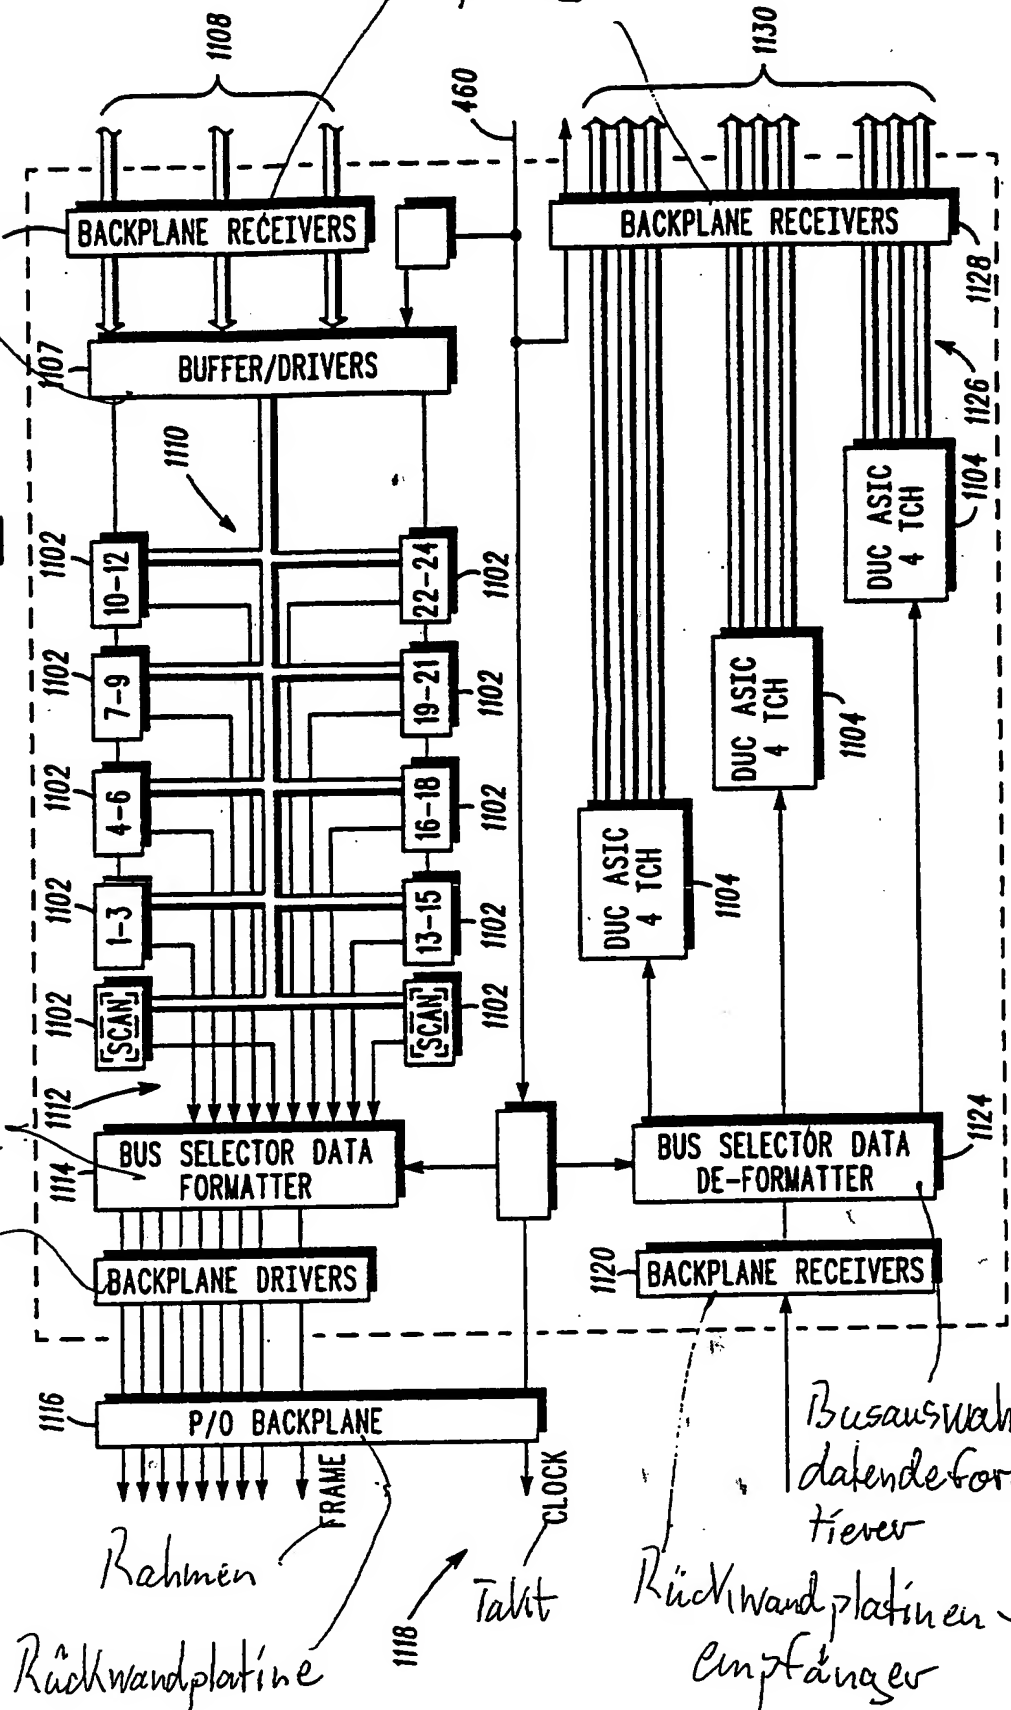 1108
460
1130
BACKPLANE RECEIVERS
BACKPLANE RECEIVERS
1128
1107
BUFFER/DRIVERS
1126
1110
DUC ASIC
4 TCH
1104
1102
10-12
22-24
1102
1102
7-9
19-21
1102
DUC ASIC
4 TCH
1104
1102
4-6
16-18
1102
DUC ASIC
4 TCH
1104
1102
1-3
13-15
1102
1102
SCAN
SCAN
1102
1112
1114
BUS SELECTOR DATA
FORMATTER
BUS SELECTOR DATA
DE-FORMATTER
1124
BACKPLANE DRIVERS
1120
BACKPLANE RECEIVERS
1116
P/O BACKPLANE
FRAME
CLOCK
1118
Busauswah
datendefor
tierer
Rahmen
Takt
Rückwandplatinen-
empfänger
Rückwandplatine